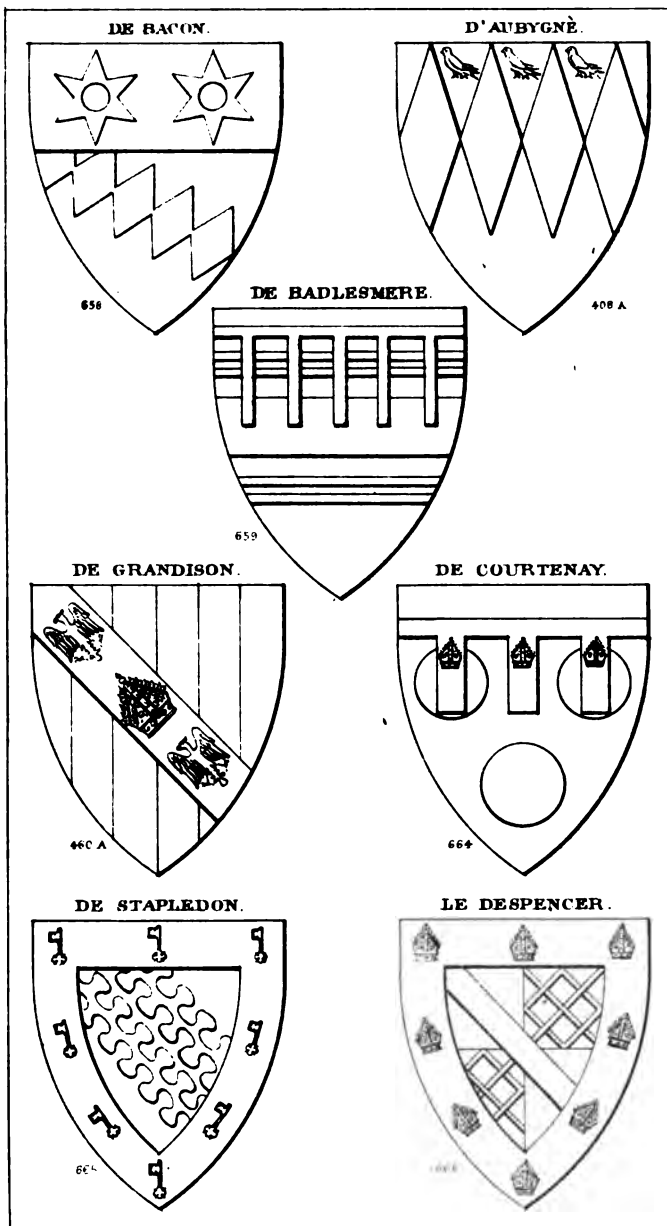 DE BACON.
D'AUBYGNÈ.
658
408 A
DE BADLESMERE.
659
DE GRANDISON.
DE COURTENAY.
460 A
664
DE STAPLEDON.
LE DESPENCER.